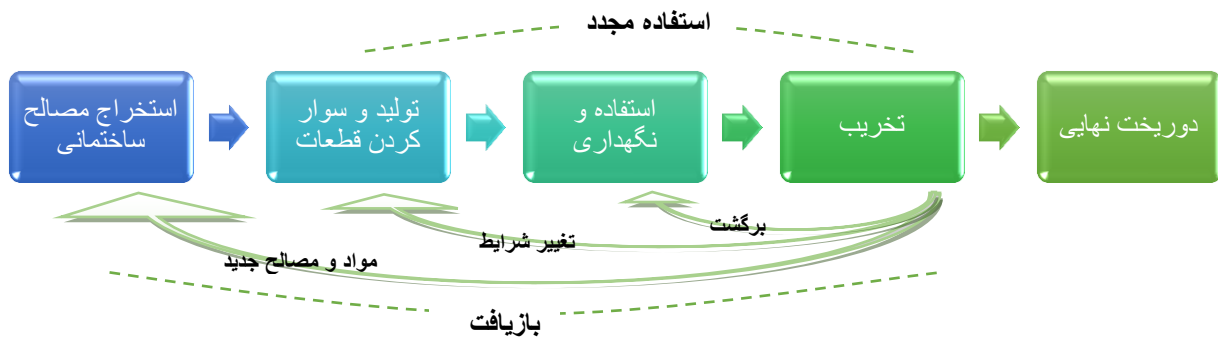 استفاده مجدد
استخراج مصالح
ساختمانی
تولید و سوار
کردن قطعات
استفاده و
نگهداری
تخریب
دوریخت نهایی
برگشت
تغییر شرایط
مواد و مصالح جدید
بازیافت